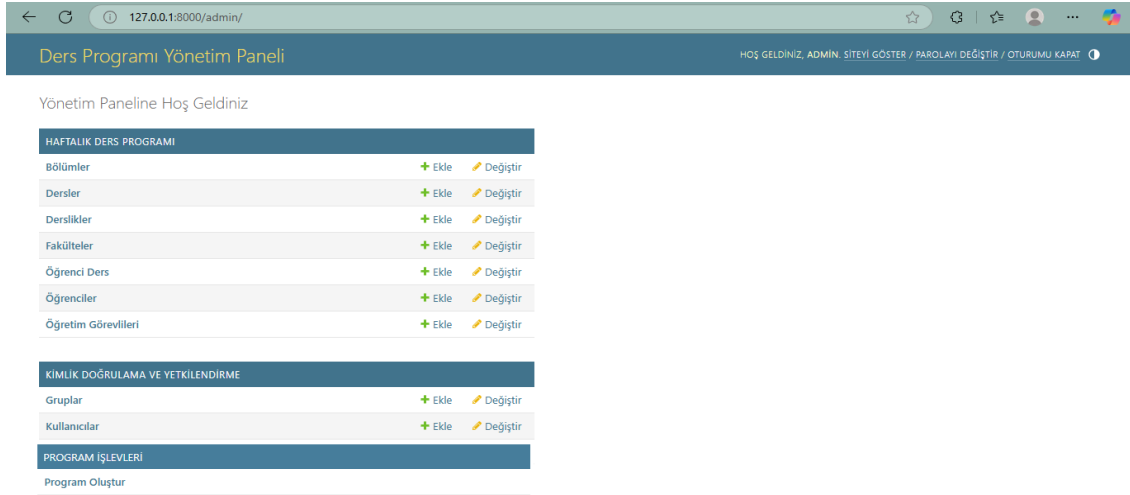 127.0.0.1:8000/admin/
Ders Programı Yönetim Paneli
HOŞ GELDİNİZ, ADMIN. SİTEYİ GÖSTER / PAROLAYI DEĞİŞTİR / OTURUMU KAPAT
Yönetim Paneline Hoş Geldiniz
HAFTALIK DERS PROGRAMI
Bölümler Ekle Değiştir
Dersler Ekle Değiştir
Derslikler Ekle Değiştir
Fakülteler Ekle Değiştir
Öğrenci Ders Ekle Değiştir
Öğrenciler Ekle Değiştir
Öğretim Görevlileri Ekle Değiştir
KİMLİK DOĞRULAMA VE YETKİLENDİRME
Gruplar Ekle Değiştir
Kullanıcılar Ekle Değiştir
PROGRAM İŞLEVLERİ
Program Oluştur